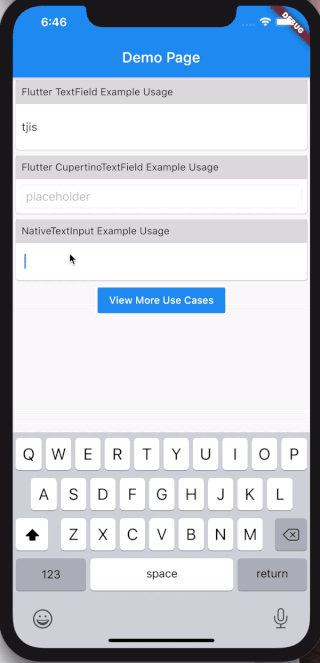 6:46
DEBUG
Demo Page
Flutter TextField Example Usage
tjis
Flutter CupertinoTextField Example Usage
placeholder
NativeTextInput Example Usage
View More Use Cases
Q W E R T Y U I O P
A S D F G H J K L
Z X C V B N M
123 space return